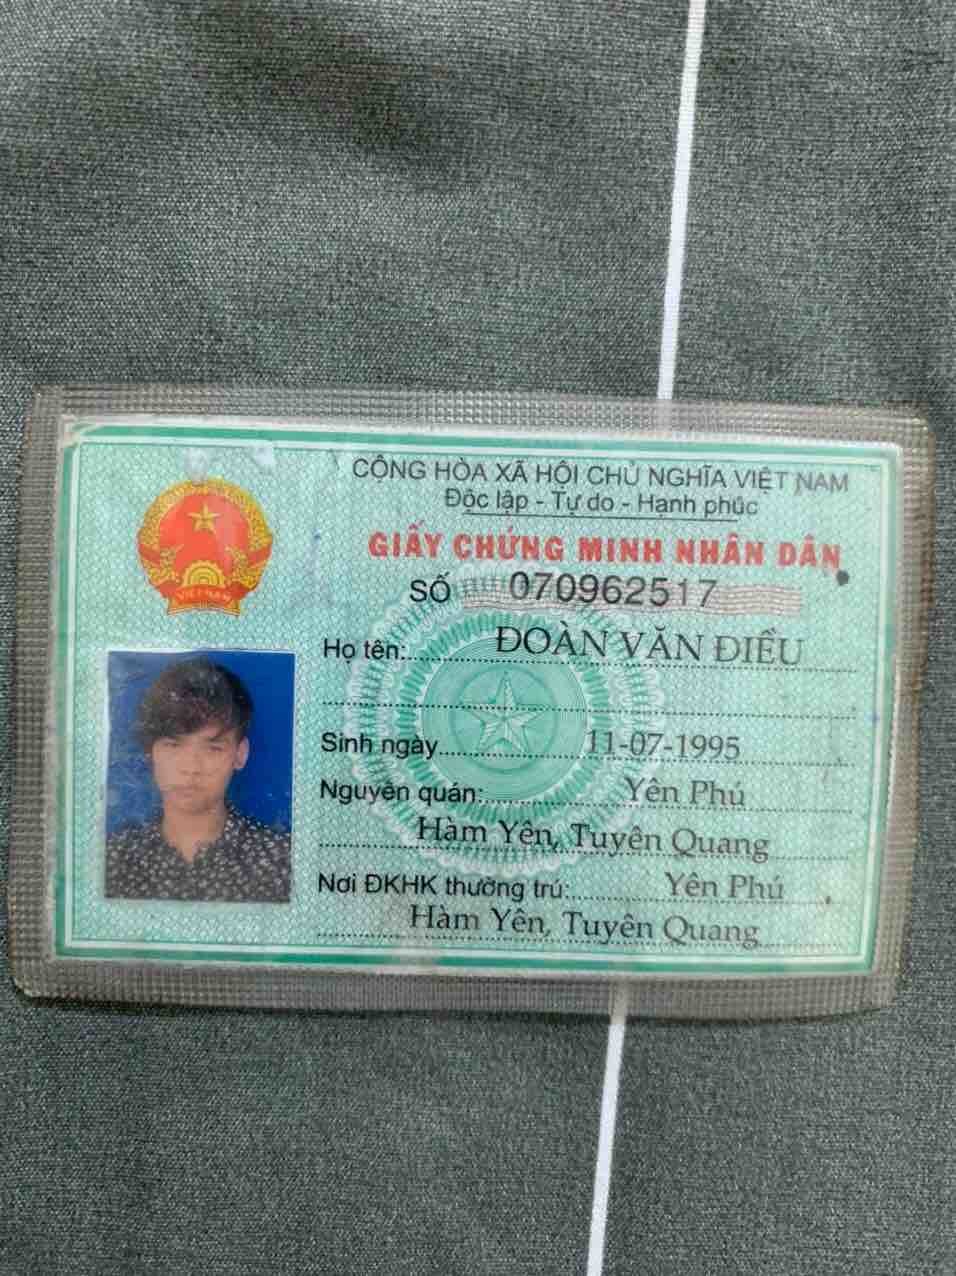 CỘNG HÒA XÃ HỘI CHỦ NGHĨA VIỆT NAM
Độc lập - Tự do - Hạnh phúc
GIẤY CHỨNG MINH NHÂN DÂN
SỐ 070962517
Họ tên: ĐOÀN VĂN ĐIỀU
Sinh ngày 11-07-1995
Nguyên quán: Yên Phú
Hàm Yên, Tuyên Quang
Nơi ĐKHK thường trú: Yên Phú
Hàm Yên, Tuyên Quang
VIỆT NAM